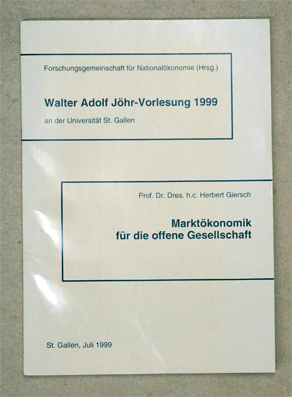 Forschungsgemeinschaft für Nationalökonomie (Hrsg.)
Walter Adolf Jöhr-Vorlesung 1999
an der Universität St. Gallen
Prof. Dr. Dres. h.c. Herbert Giersch
Marktökonomik
für die offene Gesellschaft
St. Gallen, Juli 1999